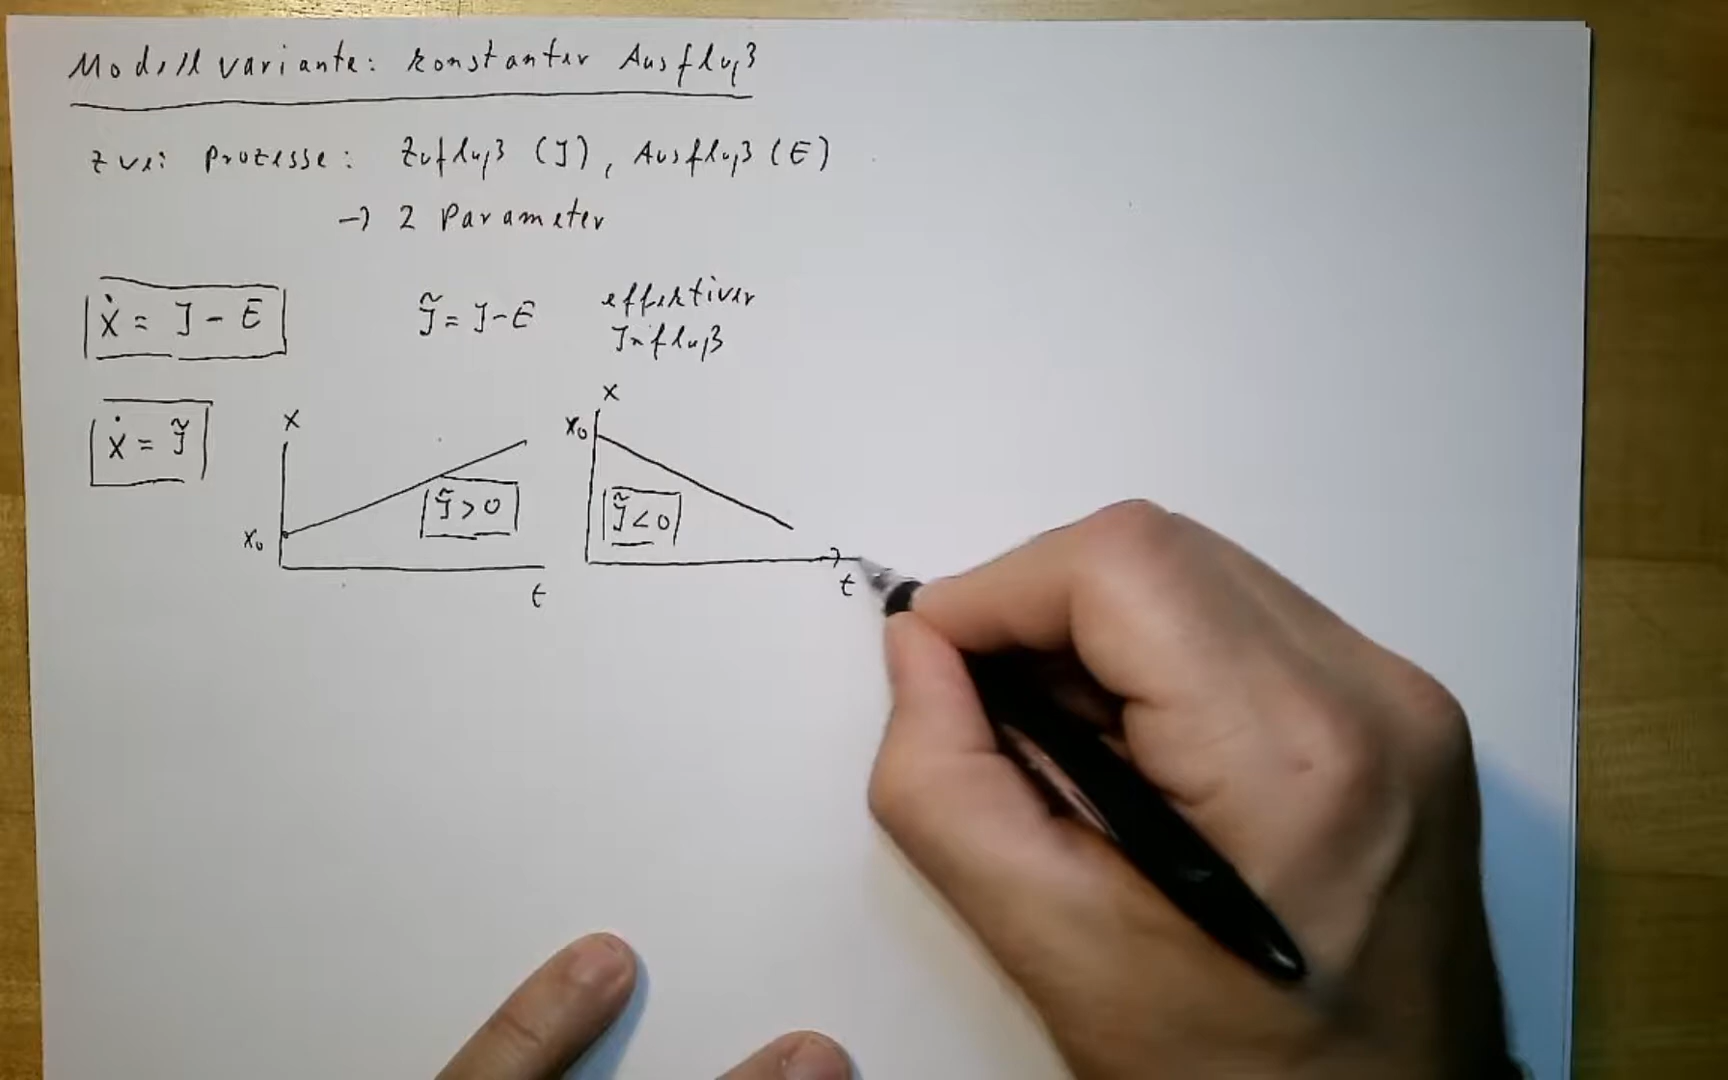 Modellvariante: konstanter Ausfluß
zwei Prozesse: Zufluß (J), Ausfluß (E)
→ 2 Parameter
ẋ = J - E
J̃ = J - E
effektiver
Influß
ẋ = J̃
x
x₀
J̃ > 0
t
x
x₀
J̃ < 0
t